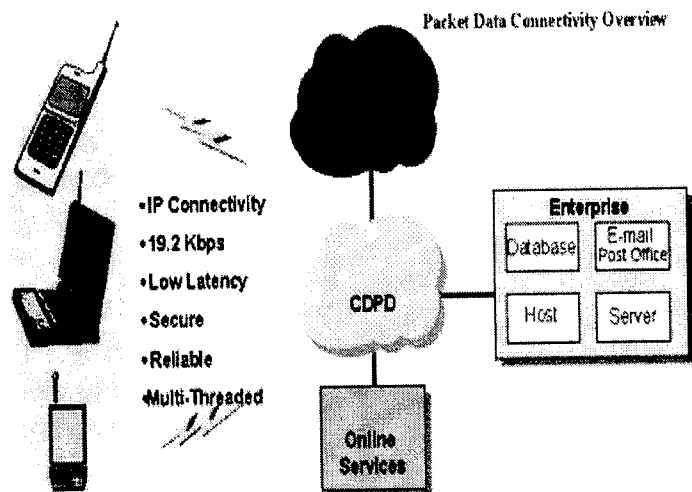 Packet Data Connectivity Overview
•IP Connectivity
•19.2 Kbps
•Low Latency
•Secure
•Reliable
•Multi-Threaded
CDPD
Enterprise
Database
E-mail
Post Office
Host
Server
Online
Services